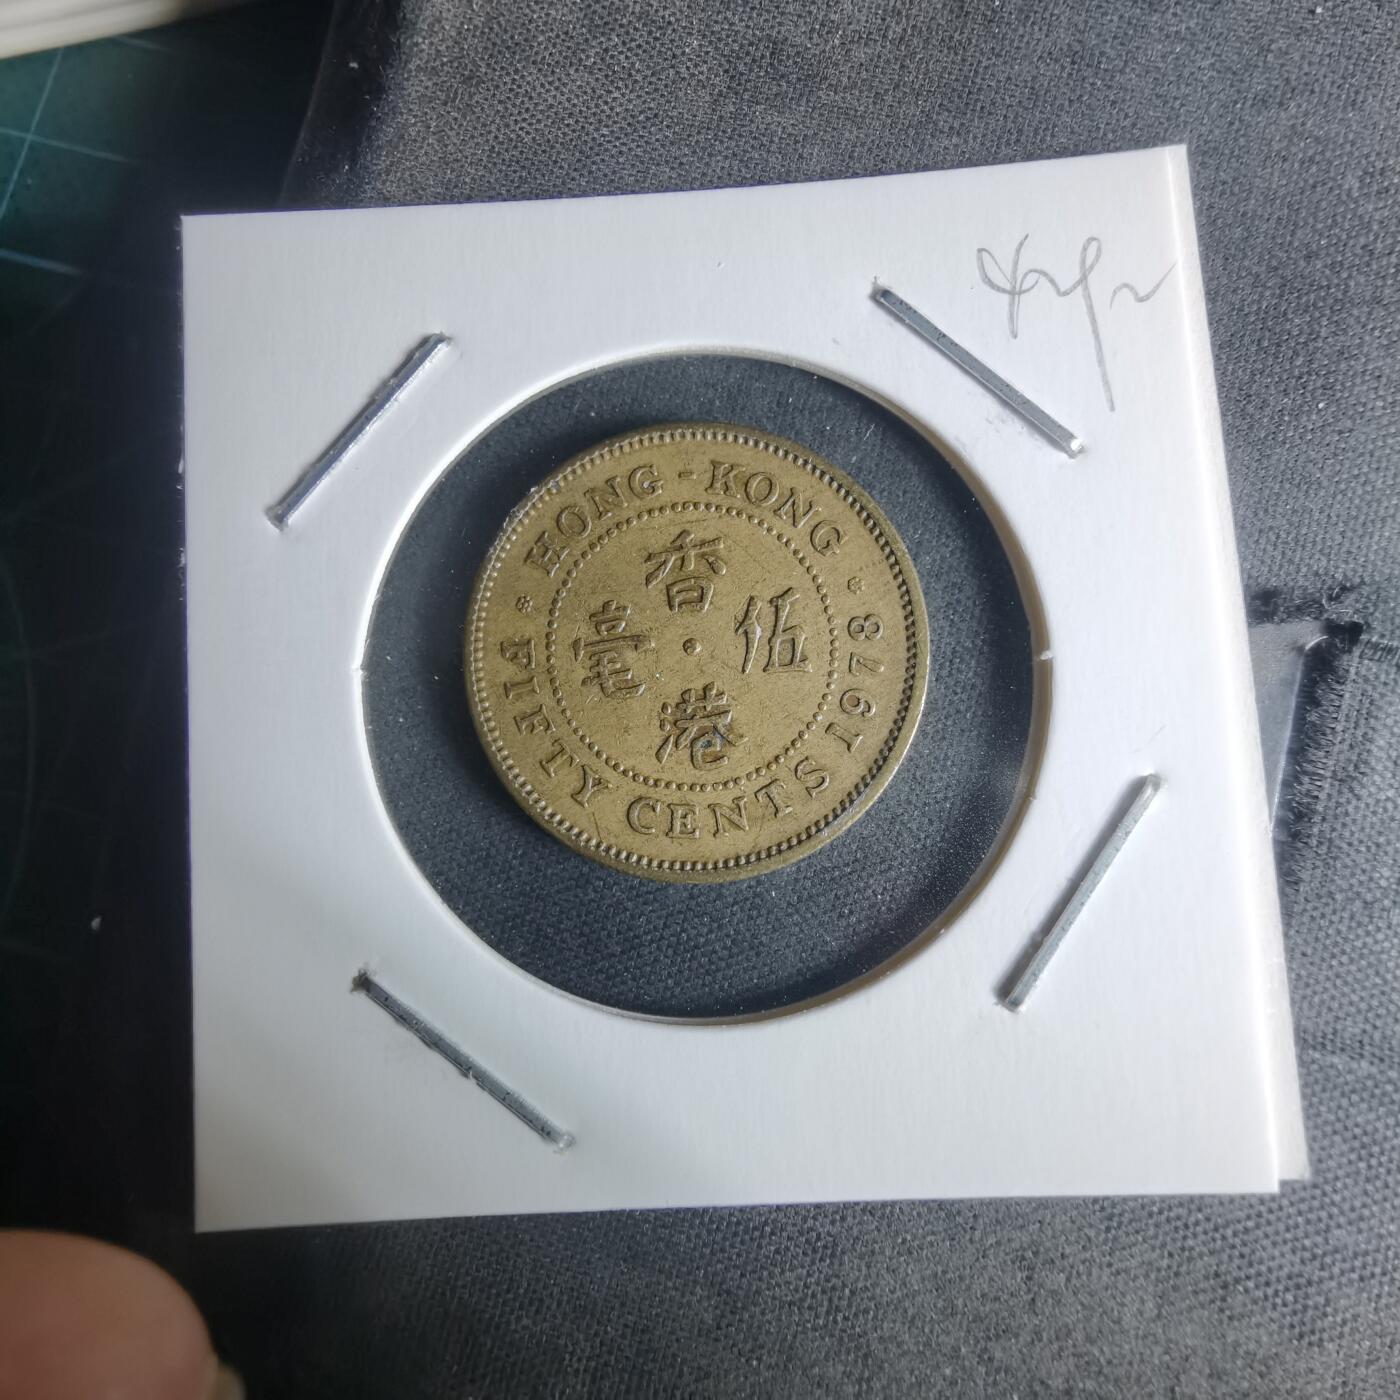 HONG-KONG
香
毫 伍
港
FIFTY CENTS 1978